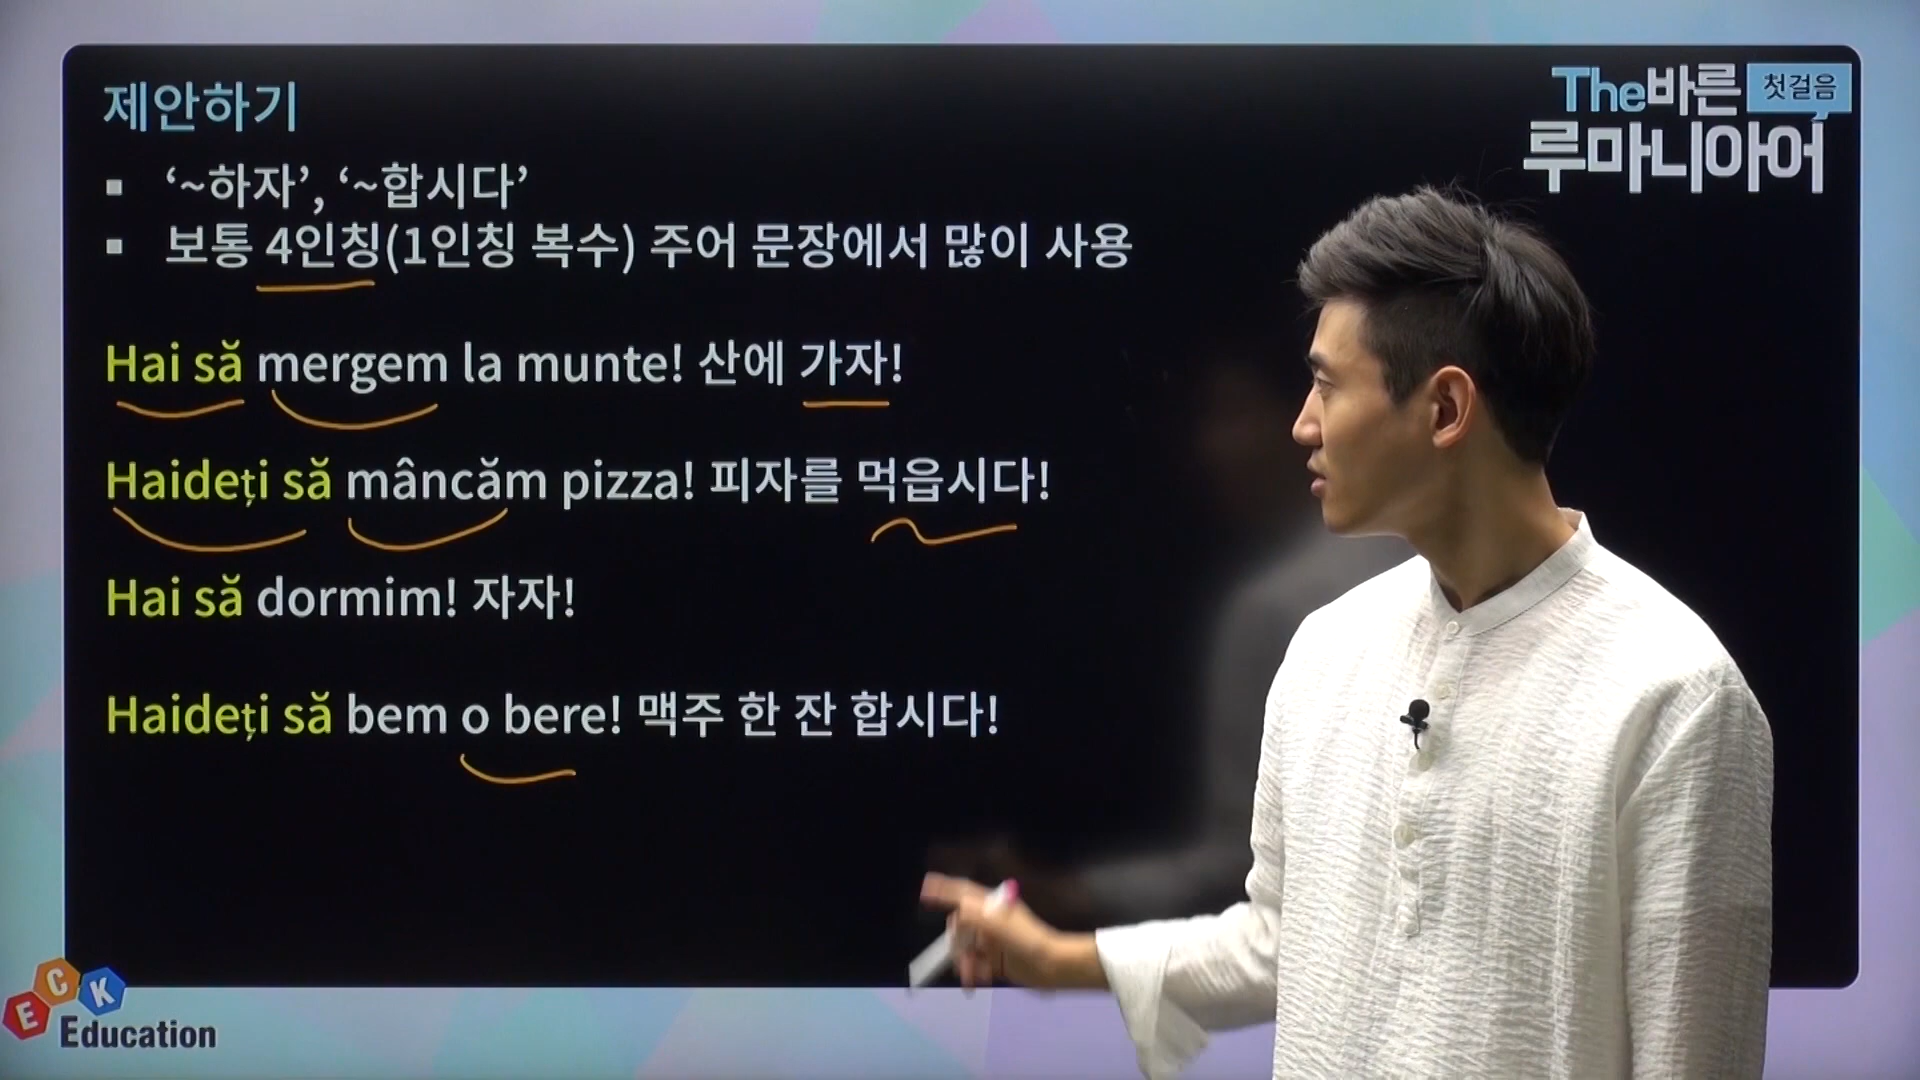 제안하기
▪ ‘~하자’, ‘~합시다’
▪ 보통 4인칭(1인칭 복수) 주어 문장에서 많이 사용
Hai să mergem la munte! 산에 가자!
Haideți să mâncăm pizza! 피자를 먹읍시다!
Hai să dormim! 자자!
Haideți să bem o bere! 맥주 한 잔 합시다!
The바른 첫걸음
루마니아어
ECK
Education